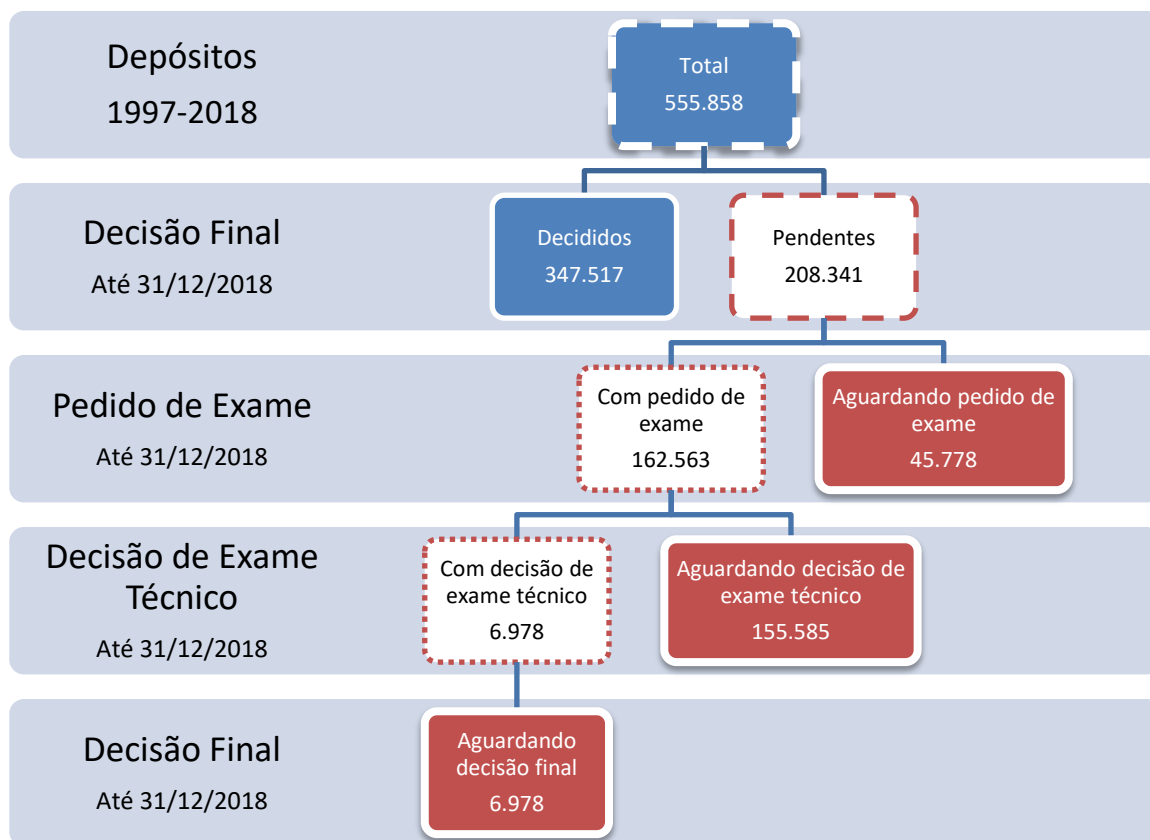 Depósitos
1997-2018
Total
555.858
Decisão Final
Até 31/12/2018
Decididos
347.517
Pendentes
208.341
Pedido de Exame
Até 31/12/2018
Com pedido de
exame
162.563
Aguardando pedido de
exame
45.778
Decisão de Exame
Técnico
Até 31/12/2018
Com decisão de
exame técnico
6.978
Aguardando decisão de
exame técnico
155.585
Decisão Final
Até 31/12/2018
Aguardando
decisão final
6.978